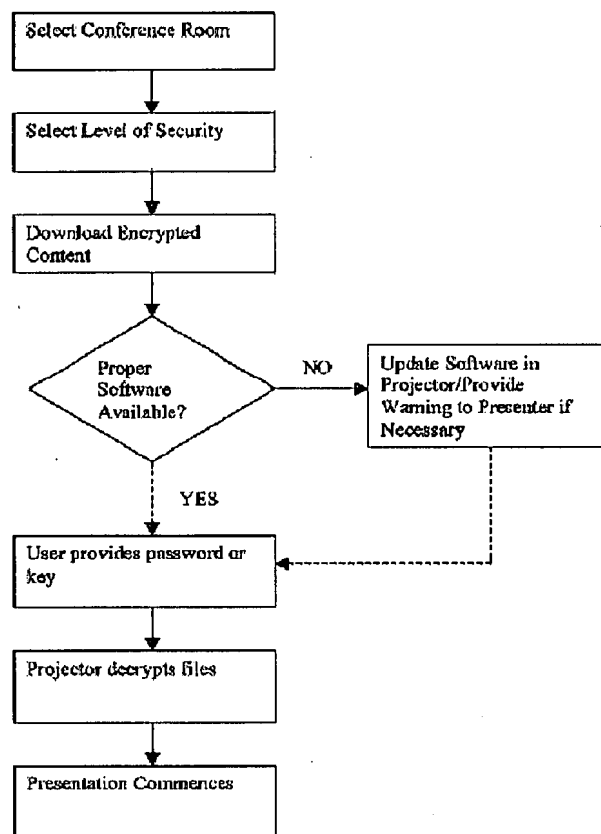 Select Conference Room
Select Level of Security
Download Encrypted
Content
Proper
Software
Available?
NO
Update Software in
Projector/Provide
Warning to Presenter if
Necessary
YES
User provides password or
key
Projector decrypts files
Presentation Commences